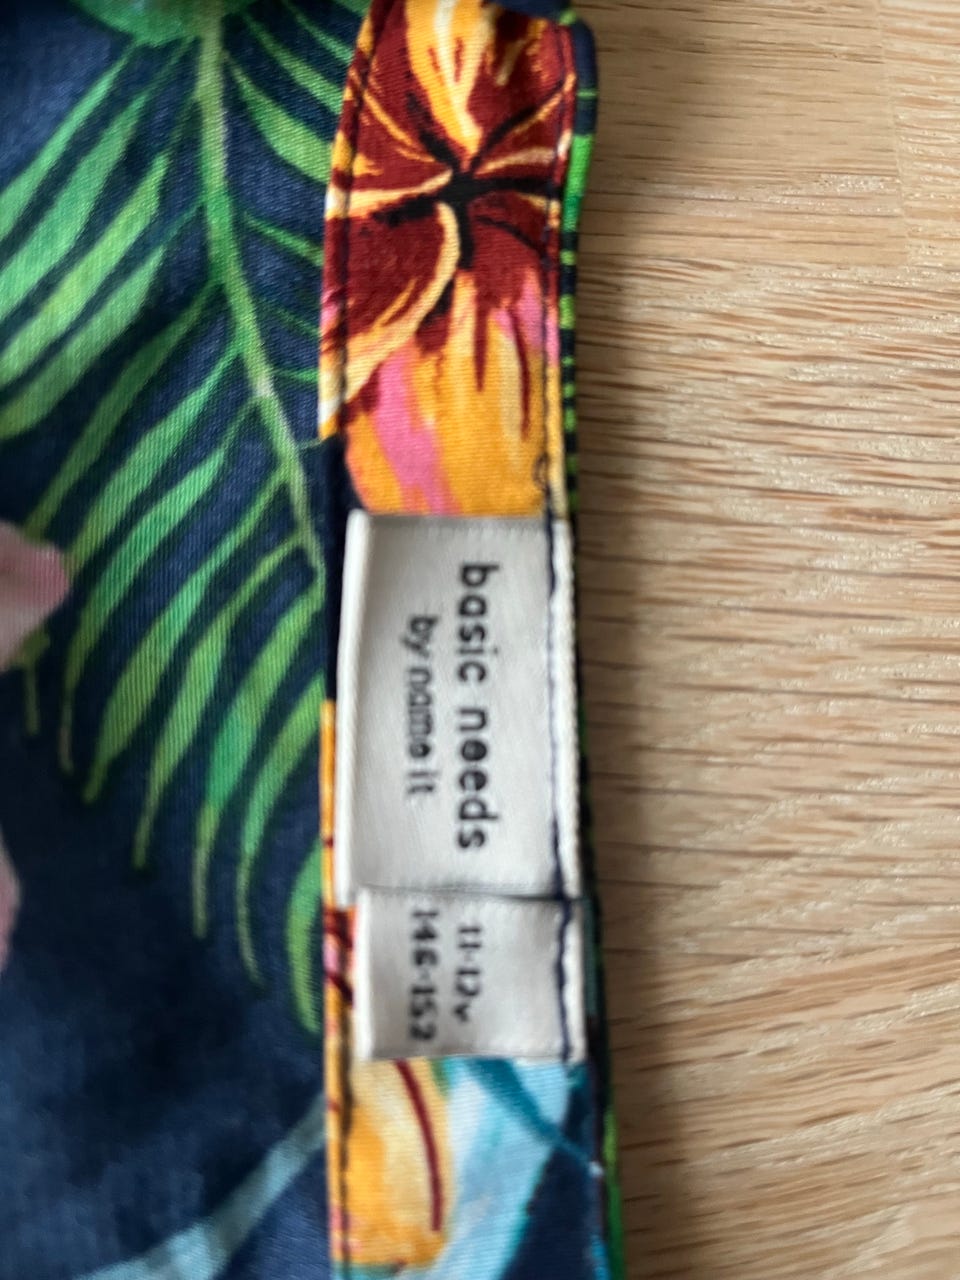 basic needs
by name it
11-12y
146-152